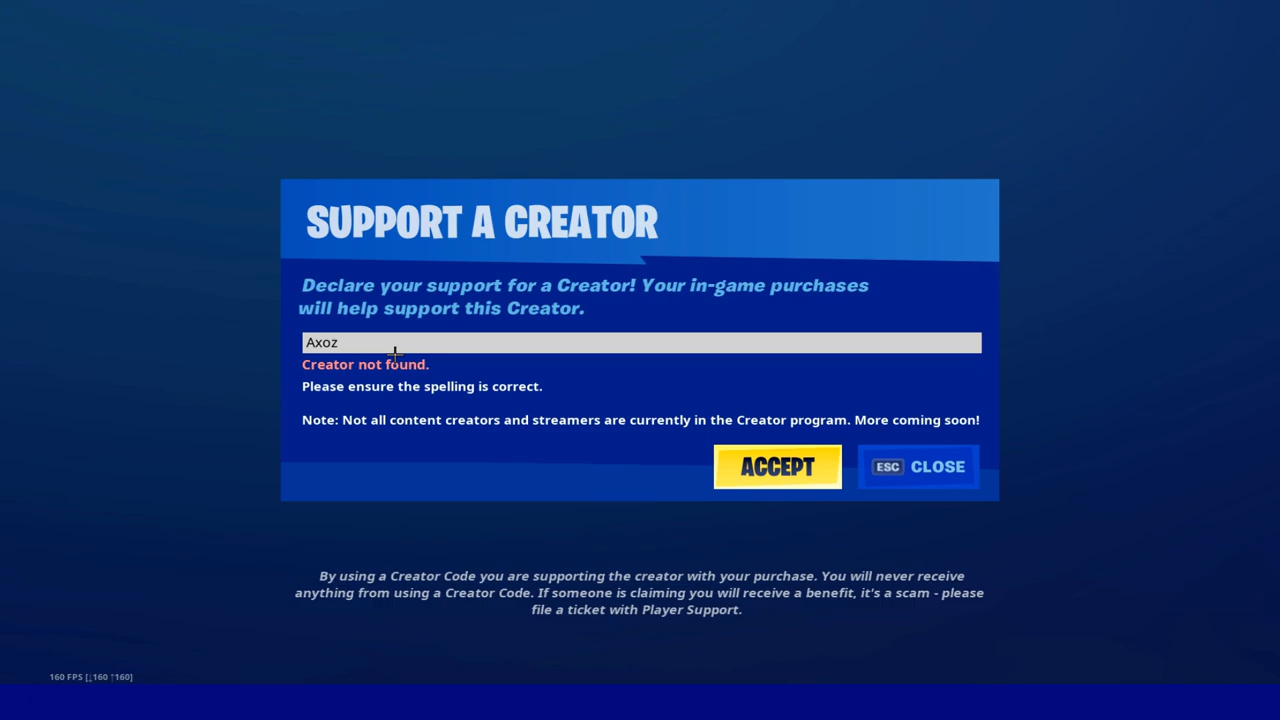 SUPPORT A CREATOR
Declare your support for a Creator! Your in-game purchases
will help support this Creator.
Axoz
Creator not found.
Please ensure the spelling is correct.
Note: Not all content creators and streamers are currently in the Creator program. More coming soon!
ACCEPT
ESC CLOSE
By using a Creator Code you are supporting the creator with your purchase. You will never receive
anything from using a Creator Code. If someone is claiming you will receive a benefit, it's a scam - please
file a ticket with Player Support.
160 FPS [↓160 ↑160]